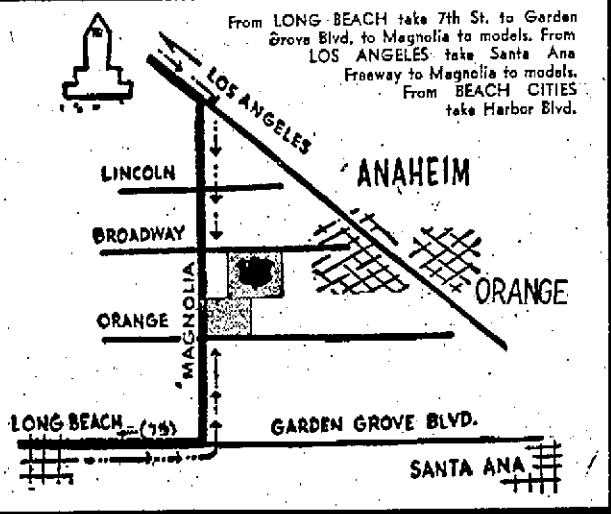 From LONG BEACH take 7th St. to Garden
Grove Blvd. to Magnolia to models. From
LOS ANGELES take Santa Ana
Freeway to Magnolia to models.
From BEACH CITIES
take Harbor Blvd.
LOS ANGELES
LINCOLN
ANAHEIM
BROADWAY
MAGNOLIA
ORANGE
ORANGE
LONG BEACH
GARDEN GROVE BLVD.
SANTA ANA